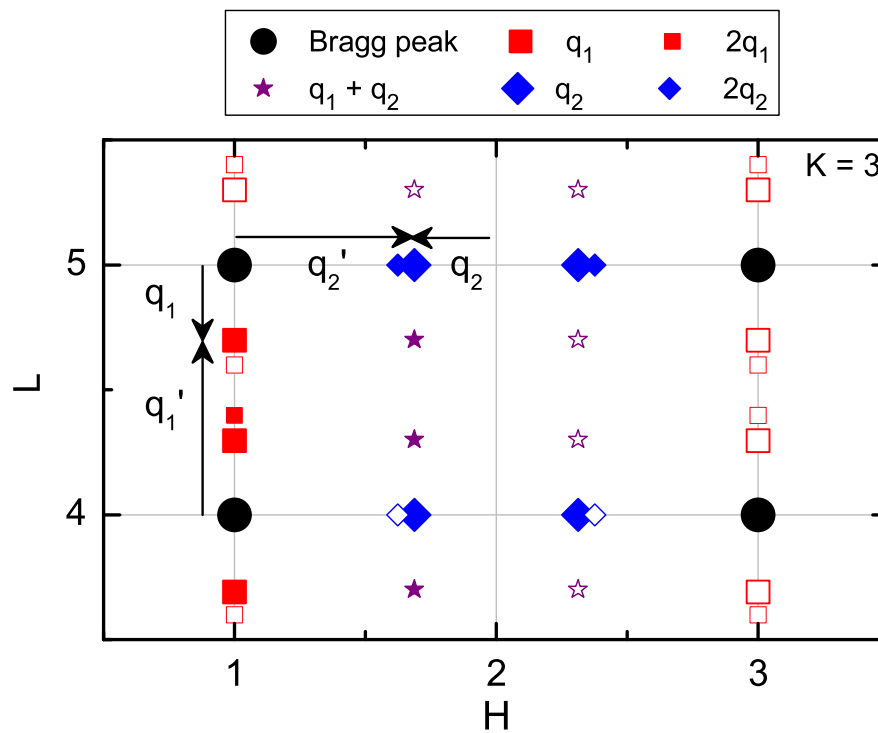 Bragg peak q₁ 2q₁
q₁ + q₂ q₂ 2q₂
K = 3
5
q₂' q₂
q₁
L
q₁'
4
1 2 3
H